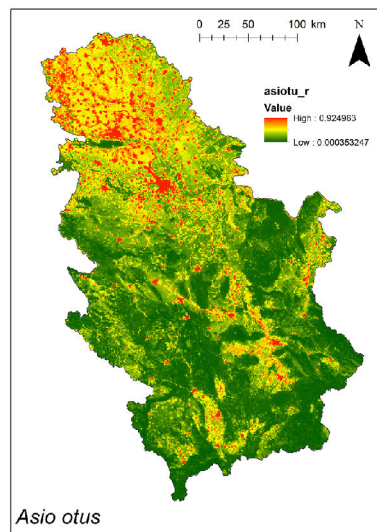 0 25 50 100 km
N
asiotu_r
Value
High : 0.924963
Low : 0.000353247
Asio otus